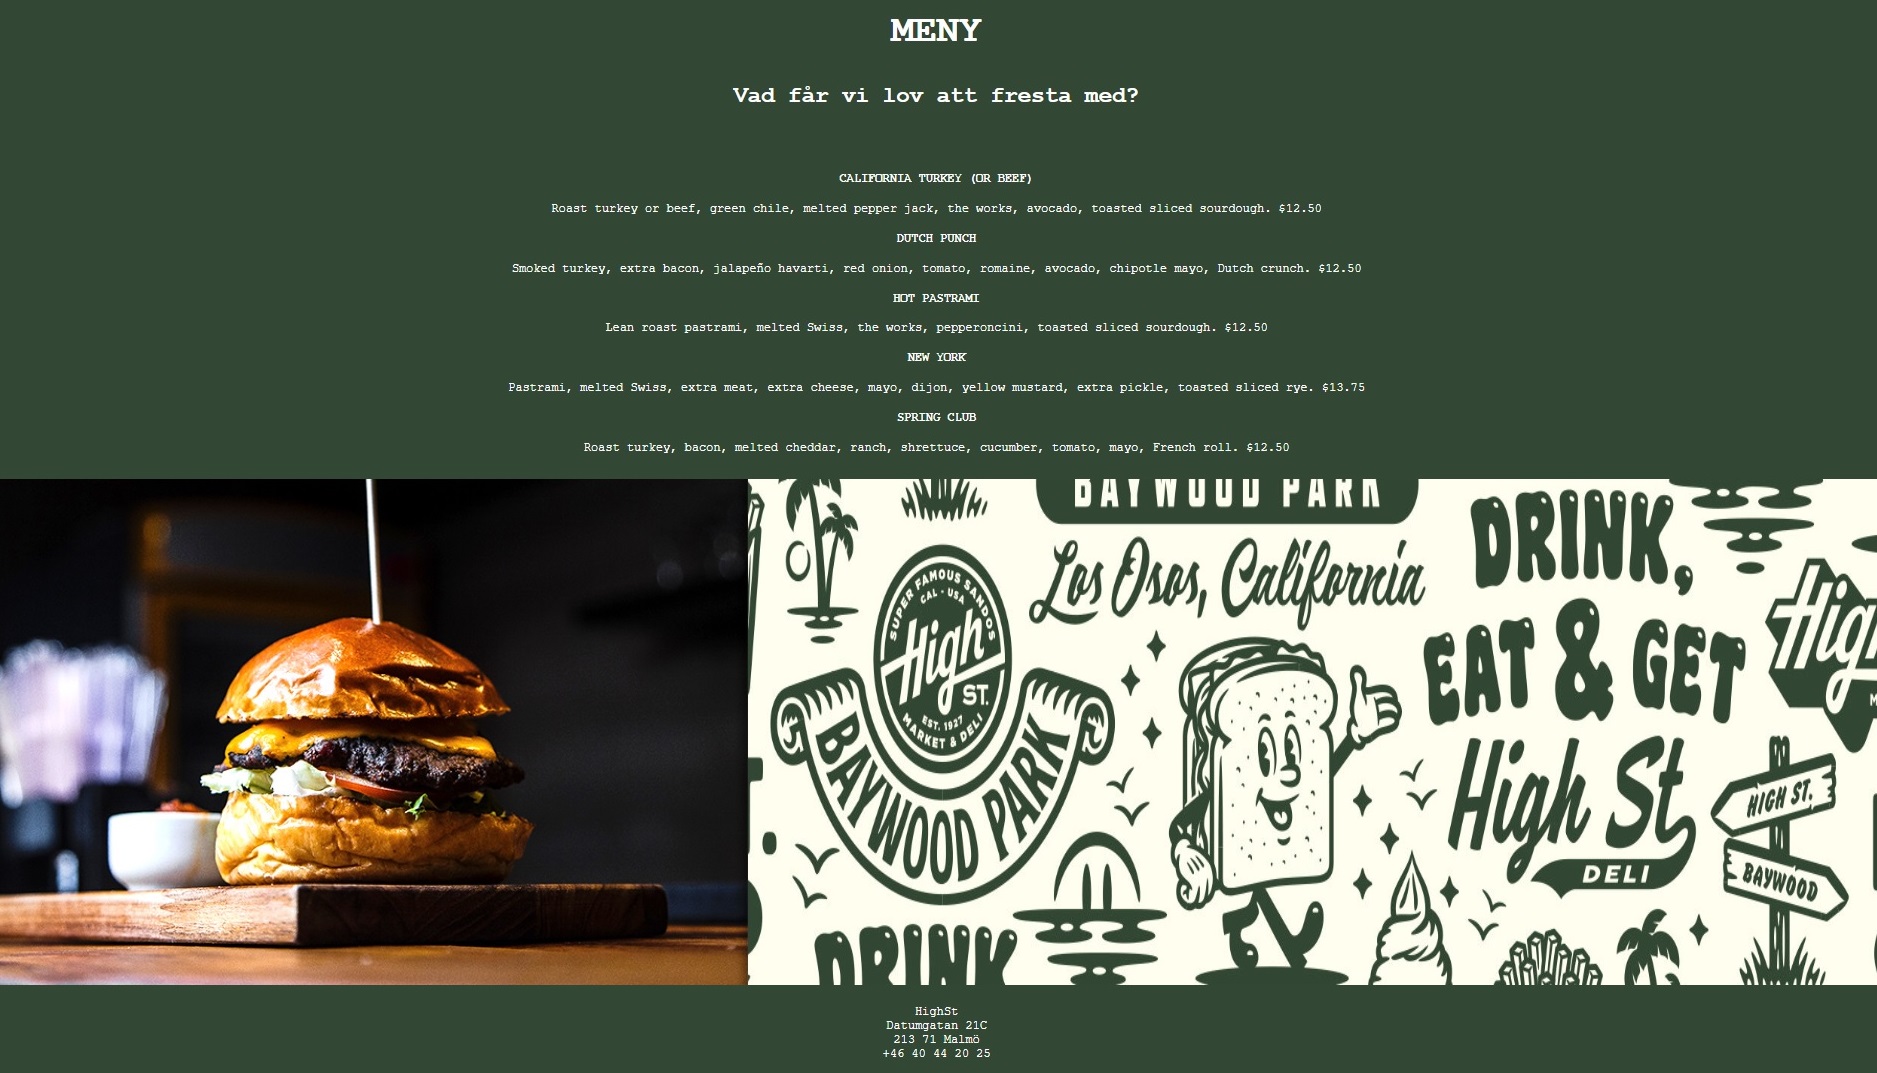 MENY
Vad får vi lov att fresta med?
CALIFORNIA TURKEY (OR BEEF)
Roast turkey or beef, green chile, melted pepper jack, the works, avocado, toasted sliced sourdough. $12.50
DUTCH PUNCH
Smoked turkey, extra bacon, jalapeño havarti, red onion, tomato, romaine, avocado, chipotle mayo, Dutch crunch. $12.50
HOT PASTRAMI
Lean roast pastrami, melted Swiss, the works, pepperoncini, toasted sliced sourdough. $12.50
NEW YORK
Pastrami, melted Swiss, extra meat, extra cheese, mayo, dijon, yellow mustard, extra pickle, toasted sliced rye. $13.75
SPRING CLUB
Roast turkey, bacon, melted cheddar, ranch, shrettuce, cucumber, tomato, mayo, French roll. $12.50
BAYWOOD PARK
Los Osos, California
SUPER FAMOUS SANDOS
CAL - USA
High
ST.
EST. 1927
MARKET & DELI
BAYWOOD PARK
DRINK,
EAT & GET
High St
DELI
High
HIGH ST.
BAYWOOD
DRINK
HighSt
Datumgatan 21C
213 71 Malmö
+46 40 44 20 25